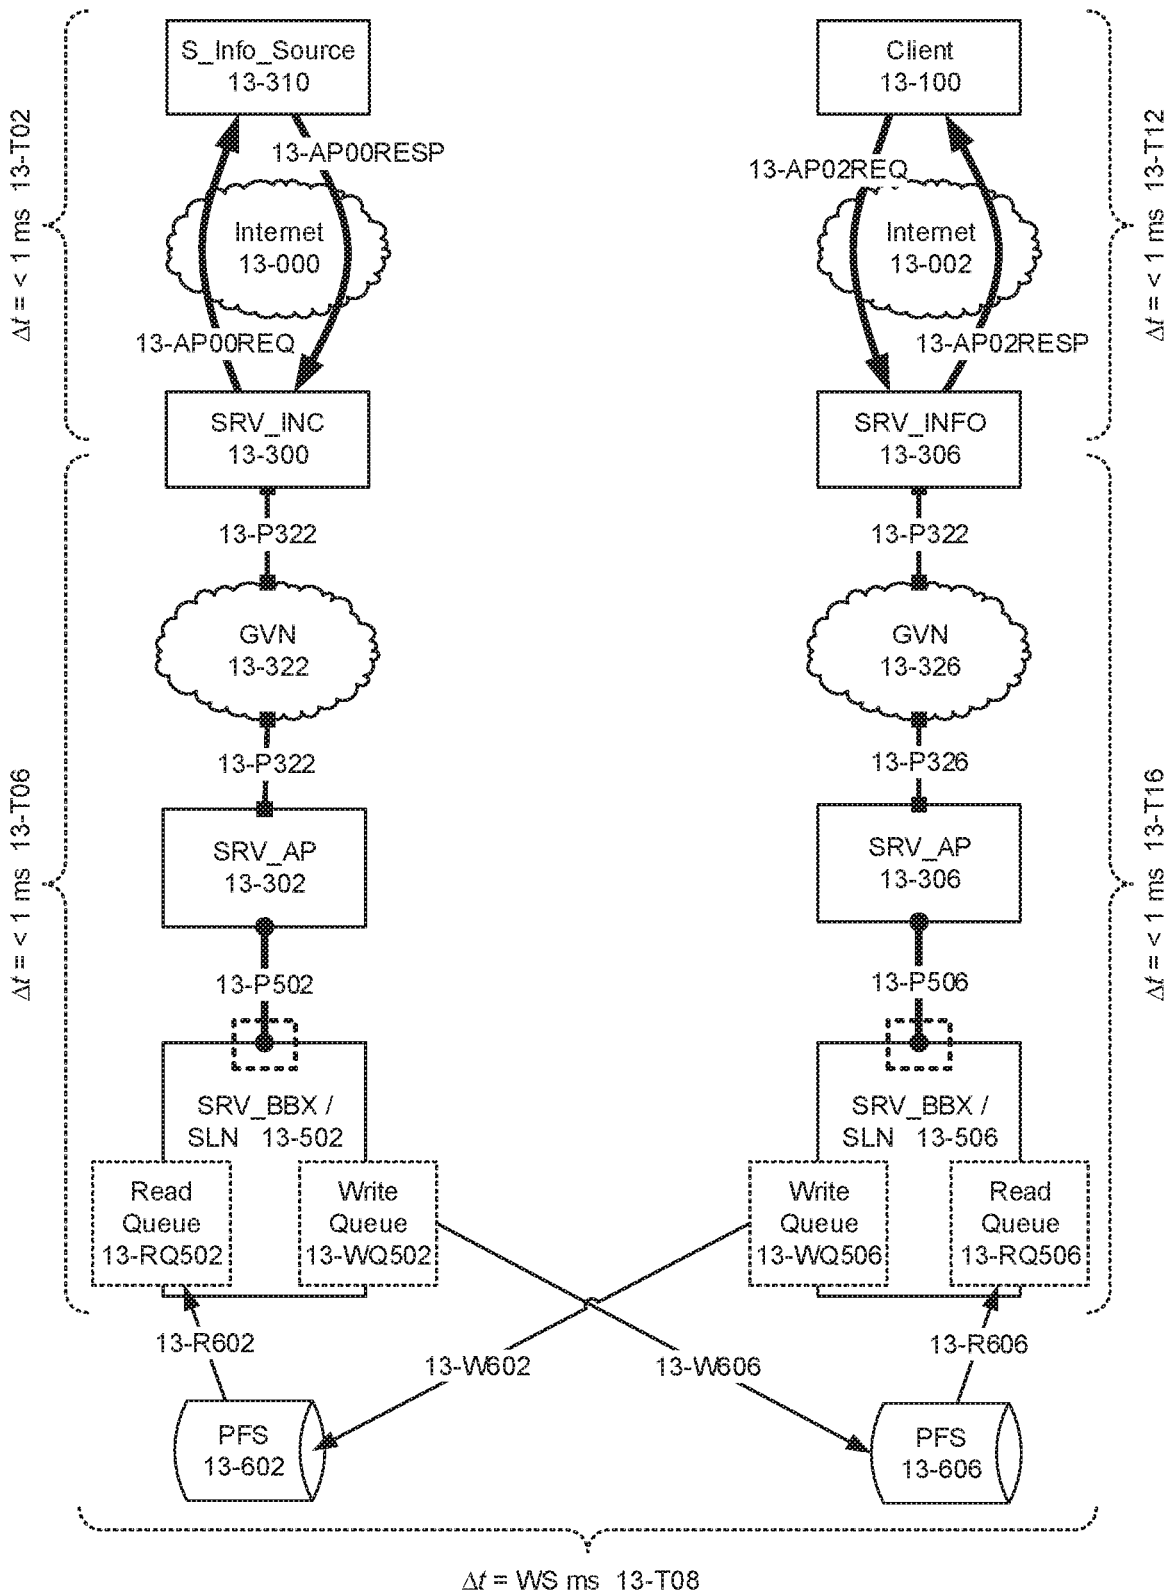 S_Info_Source
13-310
Client
13-100
Δt = < 1 ms 13-T02
13-AP00RESP
13-AP02REQ
Δt = < 1 ms 13-T12
Internet
13-000
Internet
13-002
13-AP00REQ
13-AP02RESP
SRV_INC
13-300
SRV_INFO
13-306
13-P322
13-P322
GVN
13-322
GVN
13-326
13-P322
13-P326
Δt = < 1 ms 13-T06
SRV_AP
13-302
SRV_AP
13-306
Δt = < 1 ms 13-T16
13-P502
13-P506
SRV_BBX /
SLN 13-502
SRV_BBX /
SLN 13-506
Read
Queue
13-RQ502
Write
Queue
13-WQ502
Write
Queue
13-WQ506
Read
Queue
13-RQ506
13-R602
13-W602
13-W606
13-R606
PFS
13-602
PFS
13-606
Δt = WS ms 13-T08